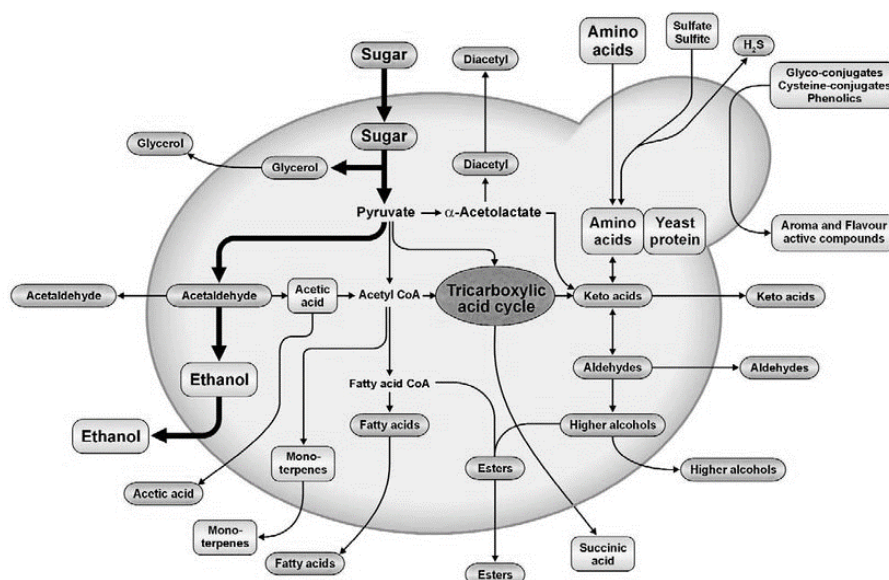 Sugar
Diacetyl
Amino
acids
Sulfate
Sulfite
H₂S
Glyco-conjugates
Cysteine-conjugates
Phenolics
Sugar
Glycerol
Glycerol
Diacetyl
Pyruvate
α-Acetolactate
Amino
acids
Yeast
protein
Aroma and Flavour
active compounds
Acetaldehyde
Acetaldehyde
Acetic
acid
Acetyl CoA
Tricarboxylic
acid cycle
Keto acids
Keto acids
Ethanol
Fatty acid CoA
Aldehydes
Aldehydes
Ethanol
Fatty acids
Higher alcohols
Mono-
terpenes
Esters
Higher alcohols
Acetic acid
Mono-
terpenes
Fatty acids
Esters
Succinic
acid